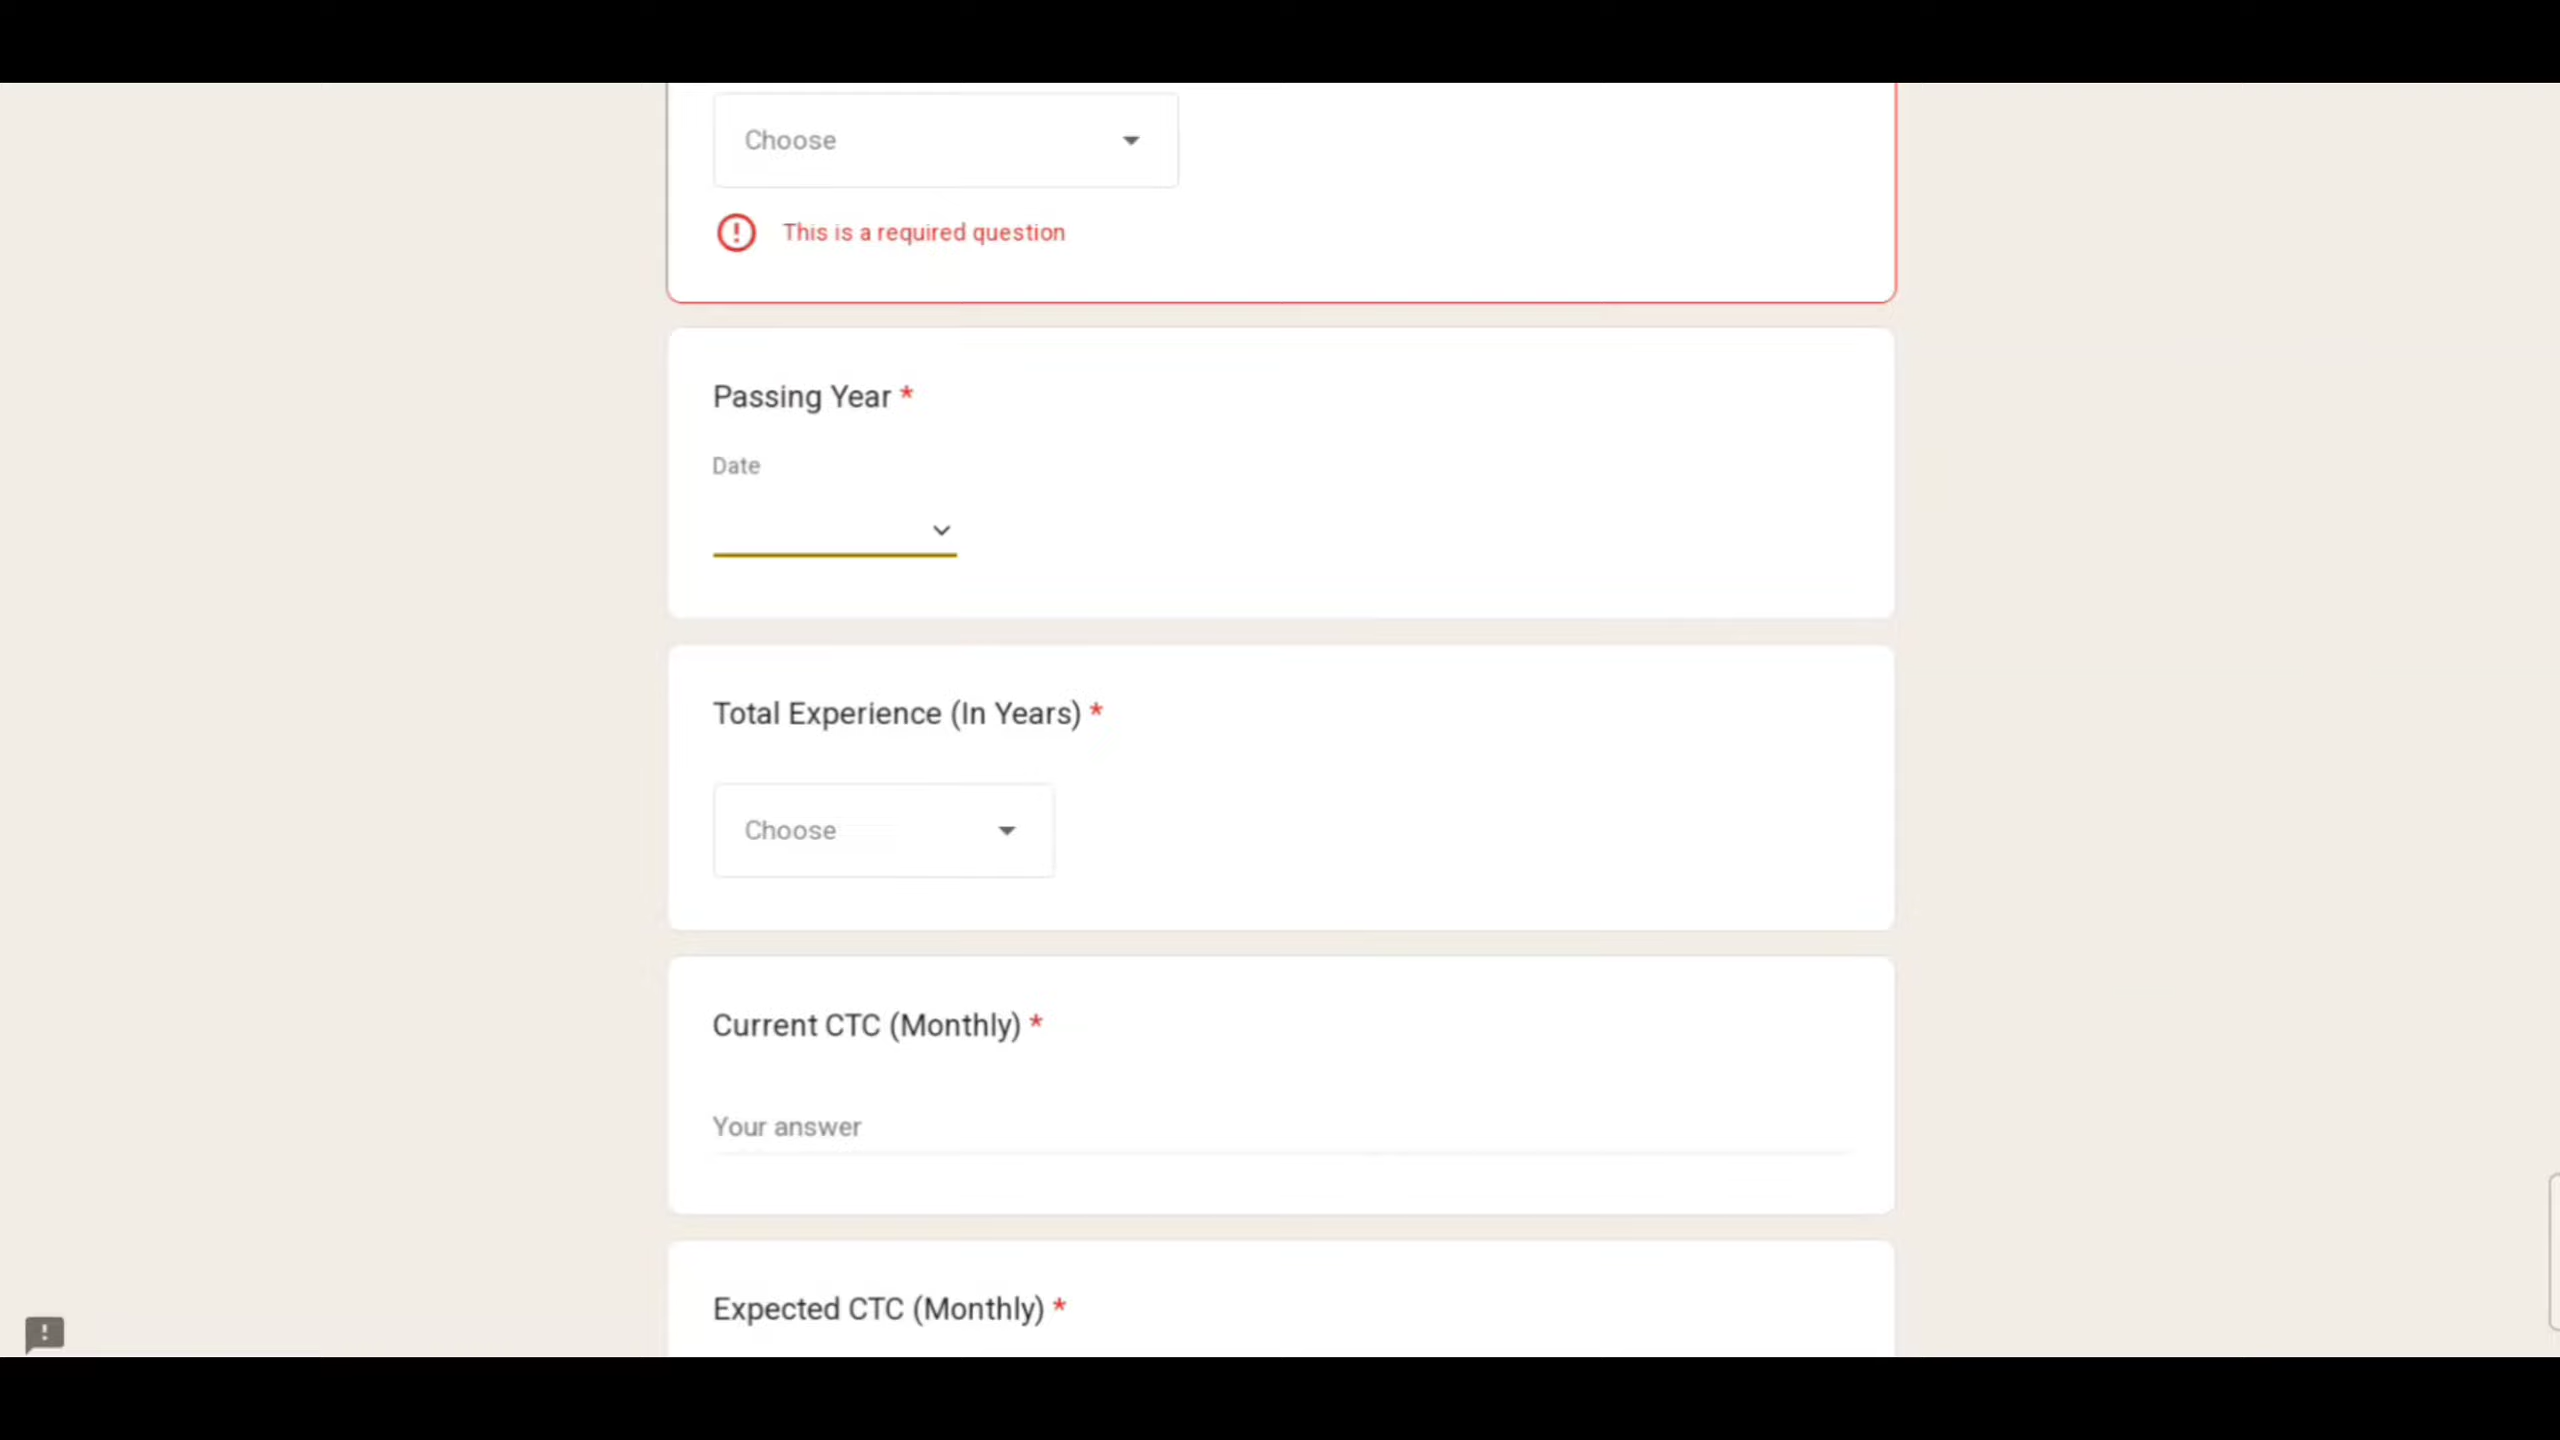 Choose
This is a required question
Passing Year *
Date
Total Experience (In Years) *
Choose
Current CTC (Monthly) *
Your answer
Expected CTC (Monthly) *